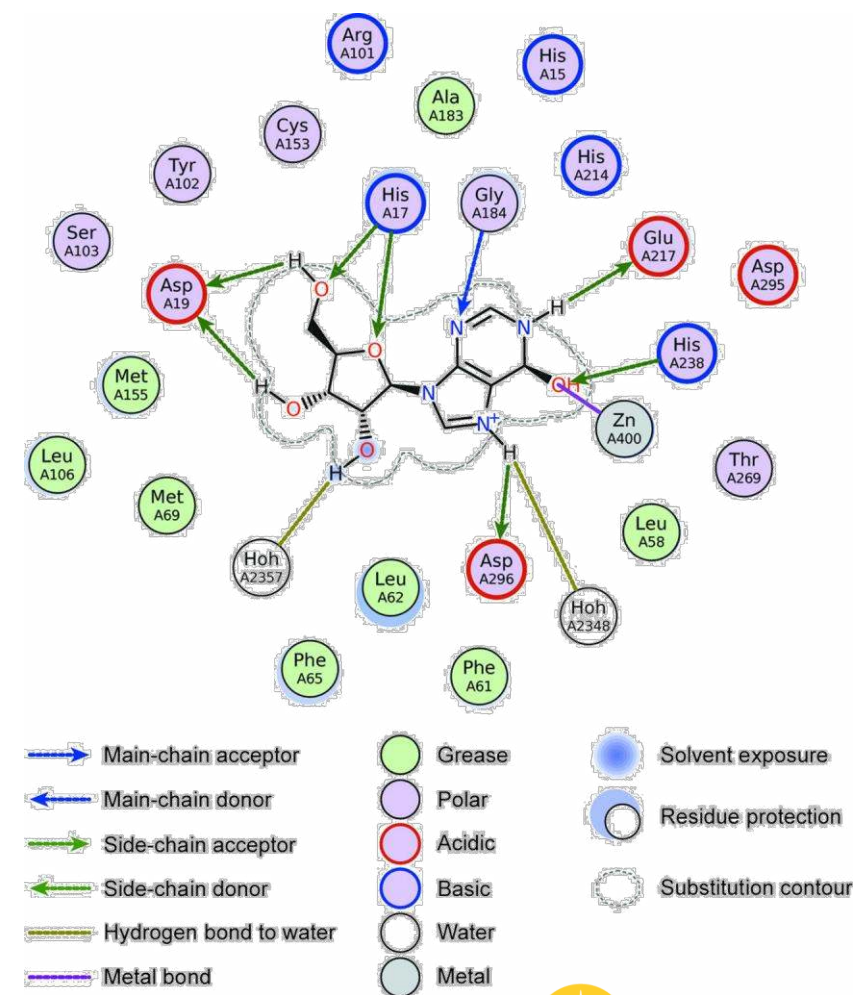 Arg
A101
His
A15
Ala
A183
Cys
A153
His
A214
Tyr
A102
His
A17
Gly
A184
Ser
A103
Glu
A217
H
O
Asp
A19
H
Asp
A295
N
N
O
His
A238
Met
A155
H
O
N
OH
Zn
A400
N+
Leu
A106
O
H
H
Thr
A269
Met
A69
Leu
A58
Hoh
A2357
Asp
A296
Leu
A62
Hoh
A2348
Phe
A65
Phe
A61
Main-chain acceptor
Main-chain donor
Side-chain acceptor
Side-chain donor
Hydrogen bond to water
Metal bond
Grease
Polar
Acidic
Basic
Water
Metal
Solvent exposure
Residue protection
Substitution contour